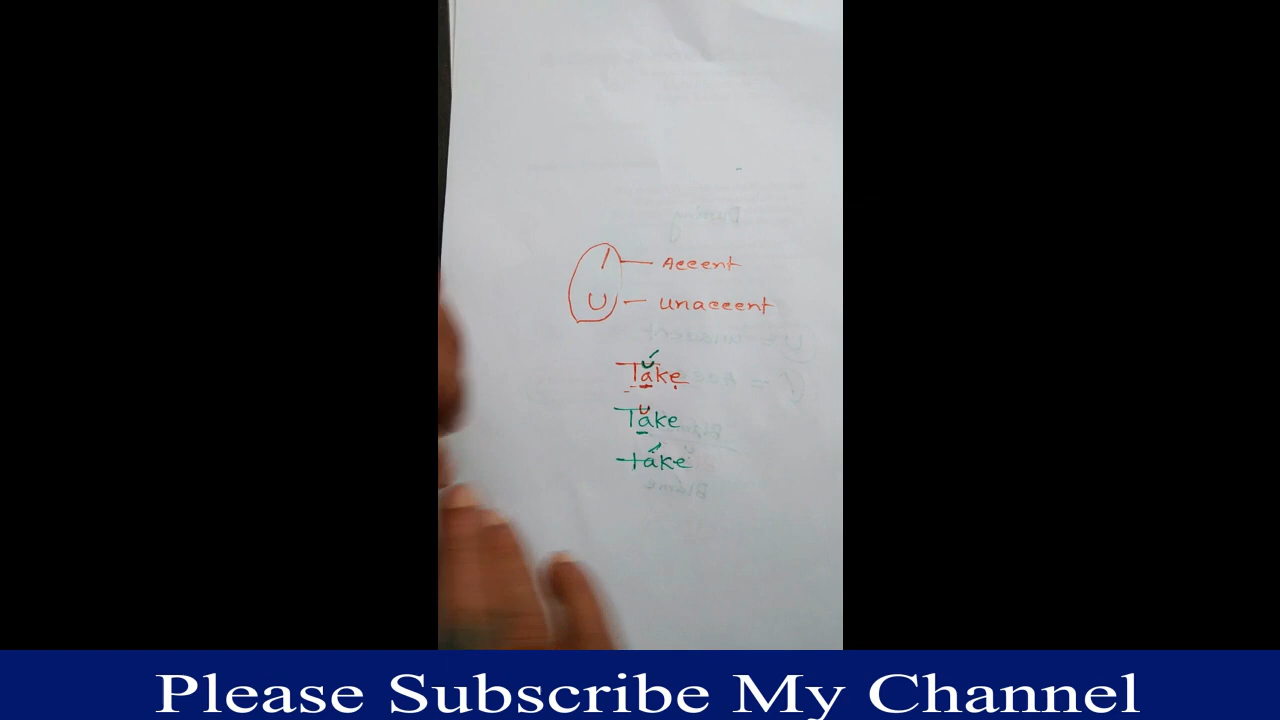 / — Accent
U — unaccent
Take
Take
take
Please Subscribe My Channel